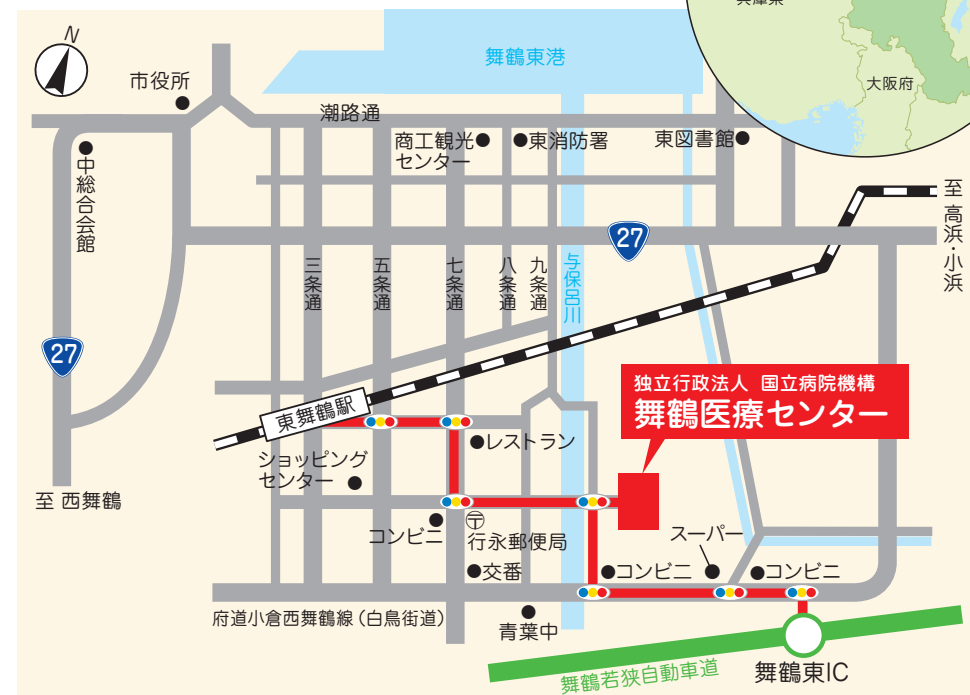 兵庫県
大阪府
N
市役所
舞鶴東港
潮路通
商工観光
センター
東消防署
東図書館
中総合会館
至 高浜・小浜
27
三条通
五条通
七条通
八条通
九条通
与保呂川
27
独立行政法人 国立病院機構
舞鶴医療センター
東舞鶴駅
レストラン
ショッピング
センター
至 西舞鶴
コンビニ
〒
行永郵便局
スーパー
交番
コンビニ
コンビニ
府道小倉西舞鶴線（白鳥街道）
青葉中
舞鶴若狭自動車道
舞鶴東IC